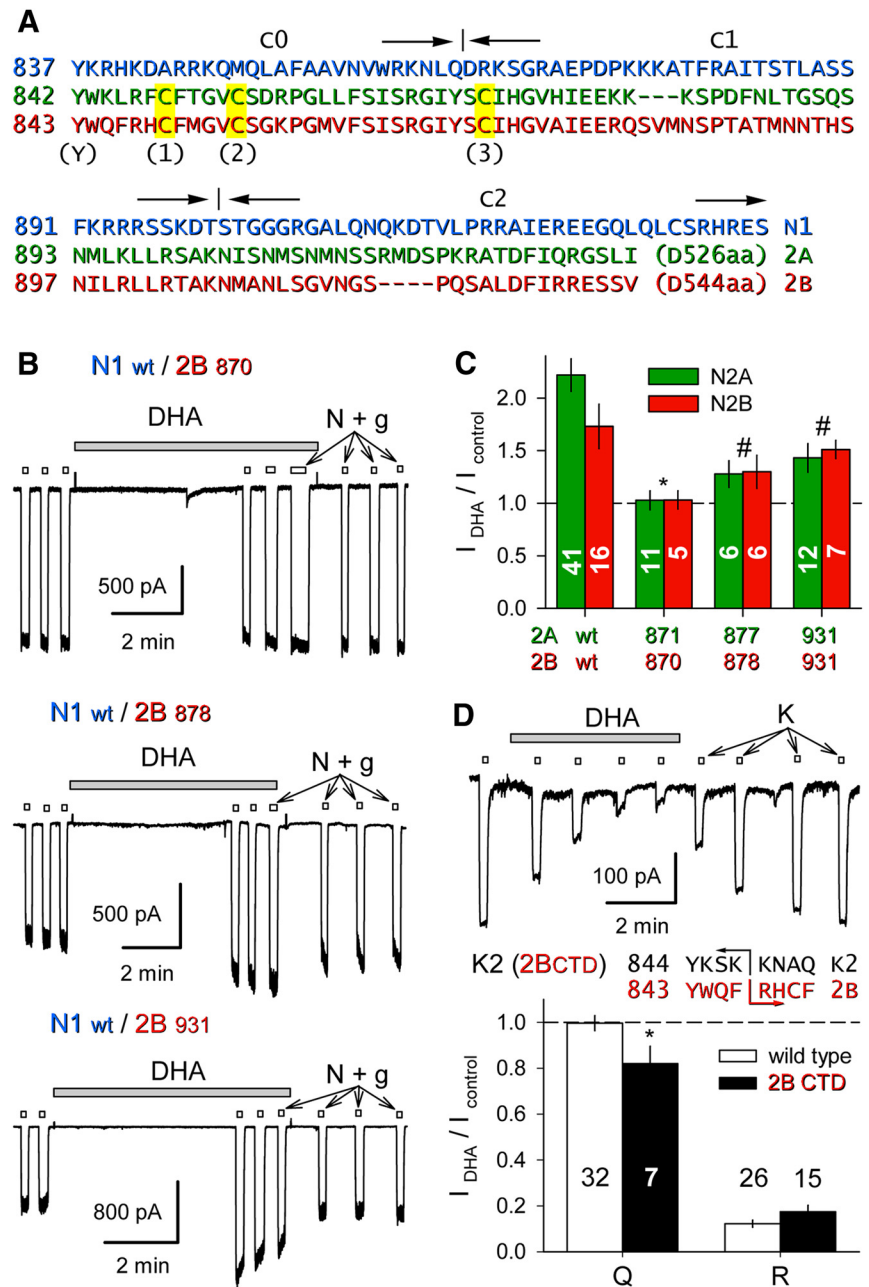 A
C0 C1
837 YKRHKDARRKQMQLAFAAVNVWRKNLQDRKSGRAEPDPKKKATFRAITSTLASS
842 YWKLRFCFTGVCSDRPGLLFSISRGIYSCIHGVHIEEKK---KSPDFNLTGSQS
843 YWQFRHCFMGVCSGKPGMVFSISRGIYSCIHGVAIEERQSVMNSPTATMNNTHS
(Y) (1) (2) (3)
C2
891 FKRRRSSKDTSTGGGRGALQNQKDTVLPRRAIEREEGQLQLCSRHRES N1
893 NMLKLLRSAKNISNMSNMNSSRMDSPKRATDFIQRGSLI (D526aa) 2A
897 NILRLLRTAKNMANLSGVNGS----PQSALDFIRRESSV (D544aa) 2B
B
N1 wt / 2B 870
DHA
N + g
500 pA
2 min
N1 wt / 2B 878
DHA
N + g
500 pA
2 min
N1 wt / 2B 931
DHA
N + g
800 pA
2 min
C
I DHA / I control
2.0
1.5
1.0
0.5
0.0
N2A
N2B
* # #
41 16 11 5 6 6 12 7
2A wt 871 877 931
2B wt 870 878 931
D
DHA
K
100 pA
2 min
K2 (2BCTD) 844 YKSK KNAQ K2
843 YWQF RHCF 2B
I DHA / I control
1.0
0.8
0.6
0.4
0.2
0.0
*
wild type
2B CTD
32 7 26 15
Q R